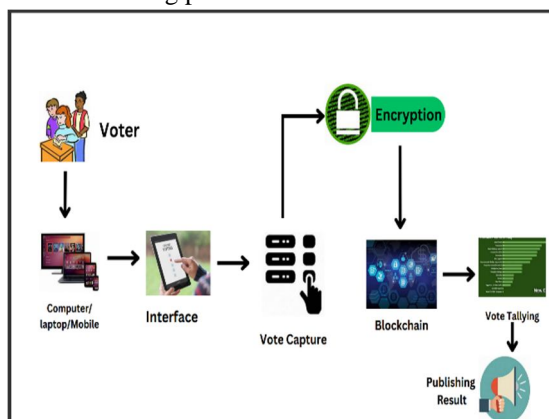 Voter
Encryption
Computer/
laptop/Mobile
Interface
Vote Capture
Blockchain
Vote Tallying
Publishing
Result